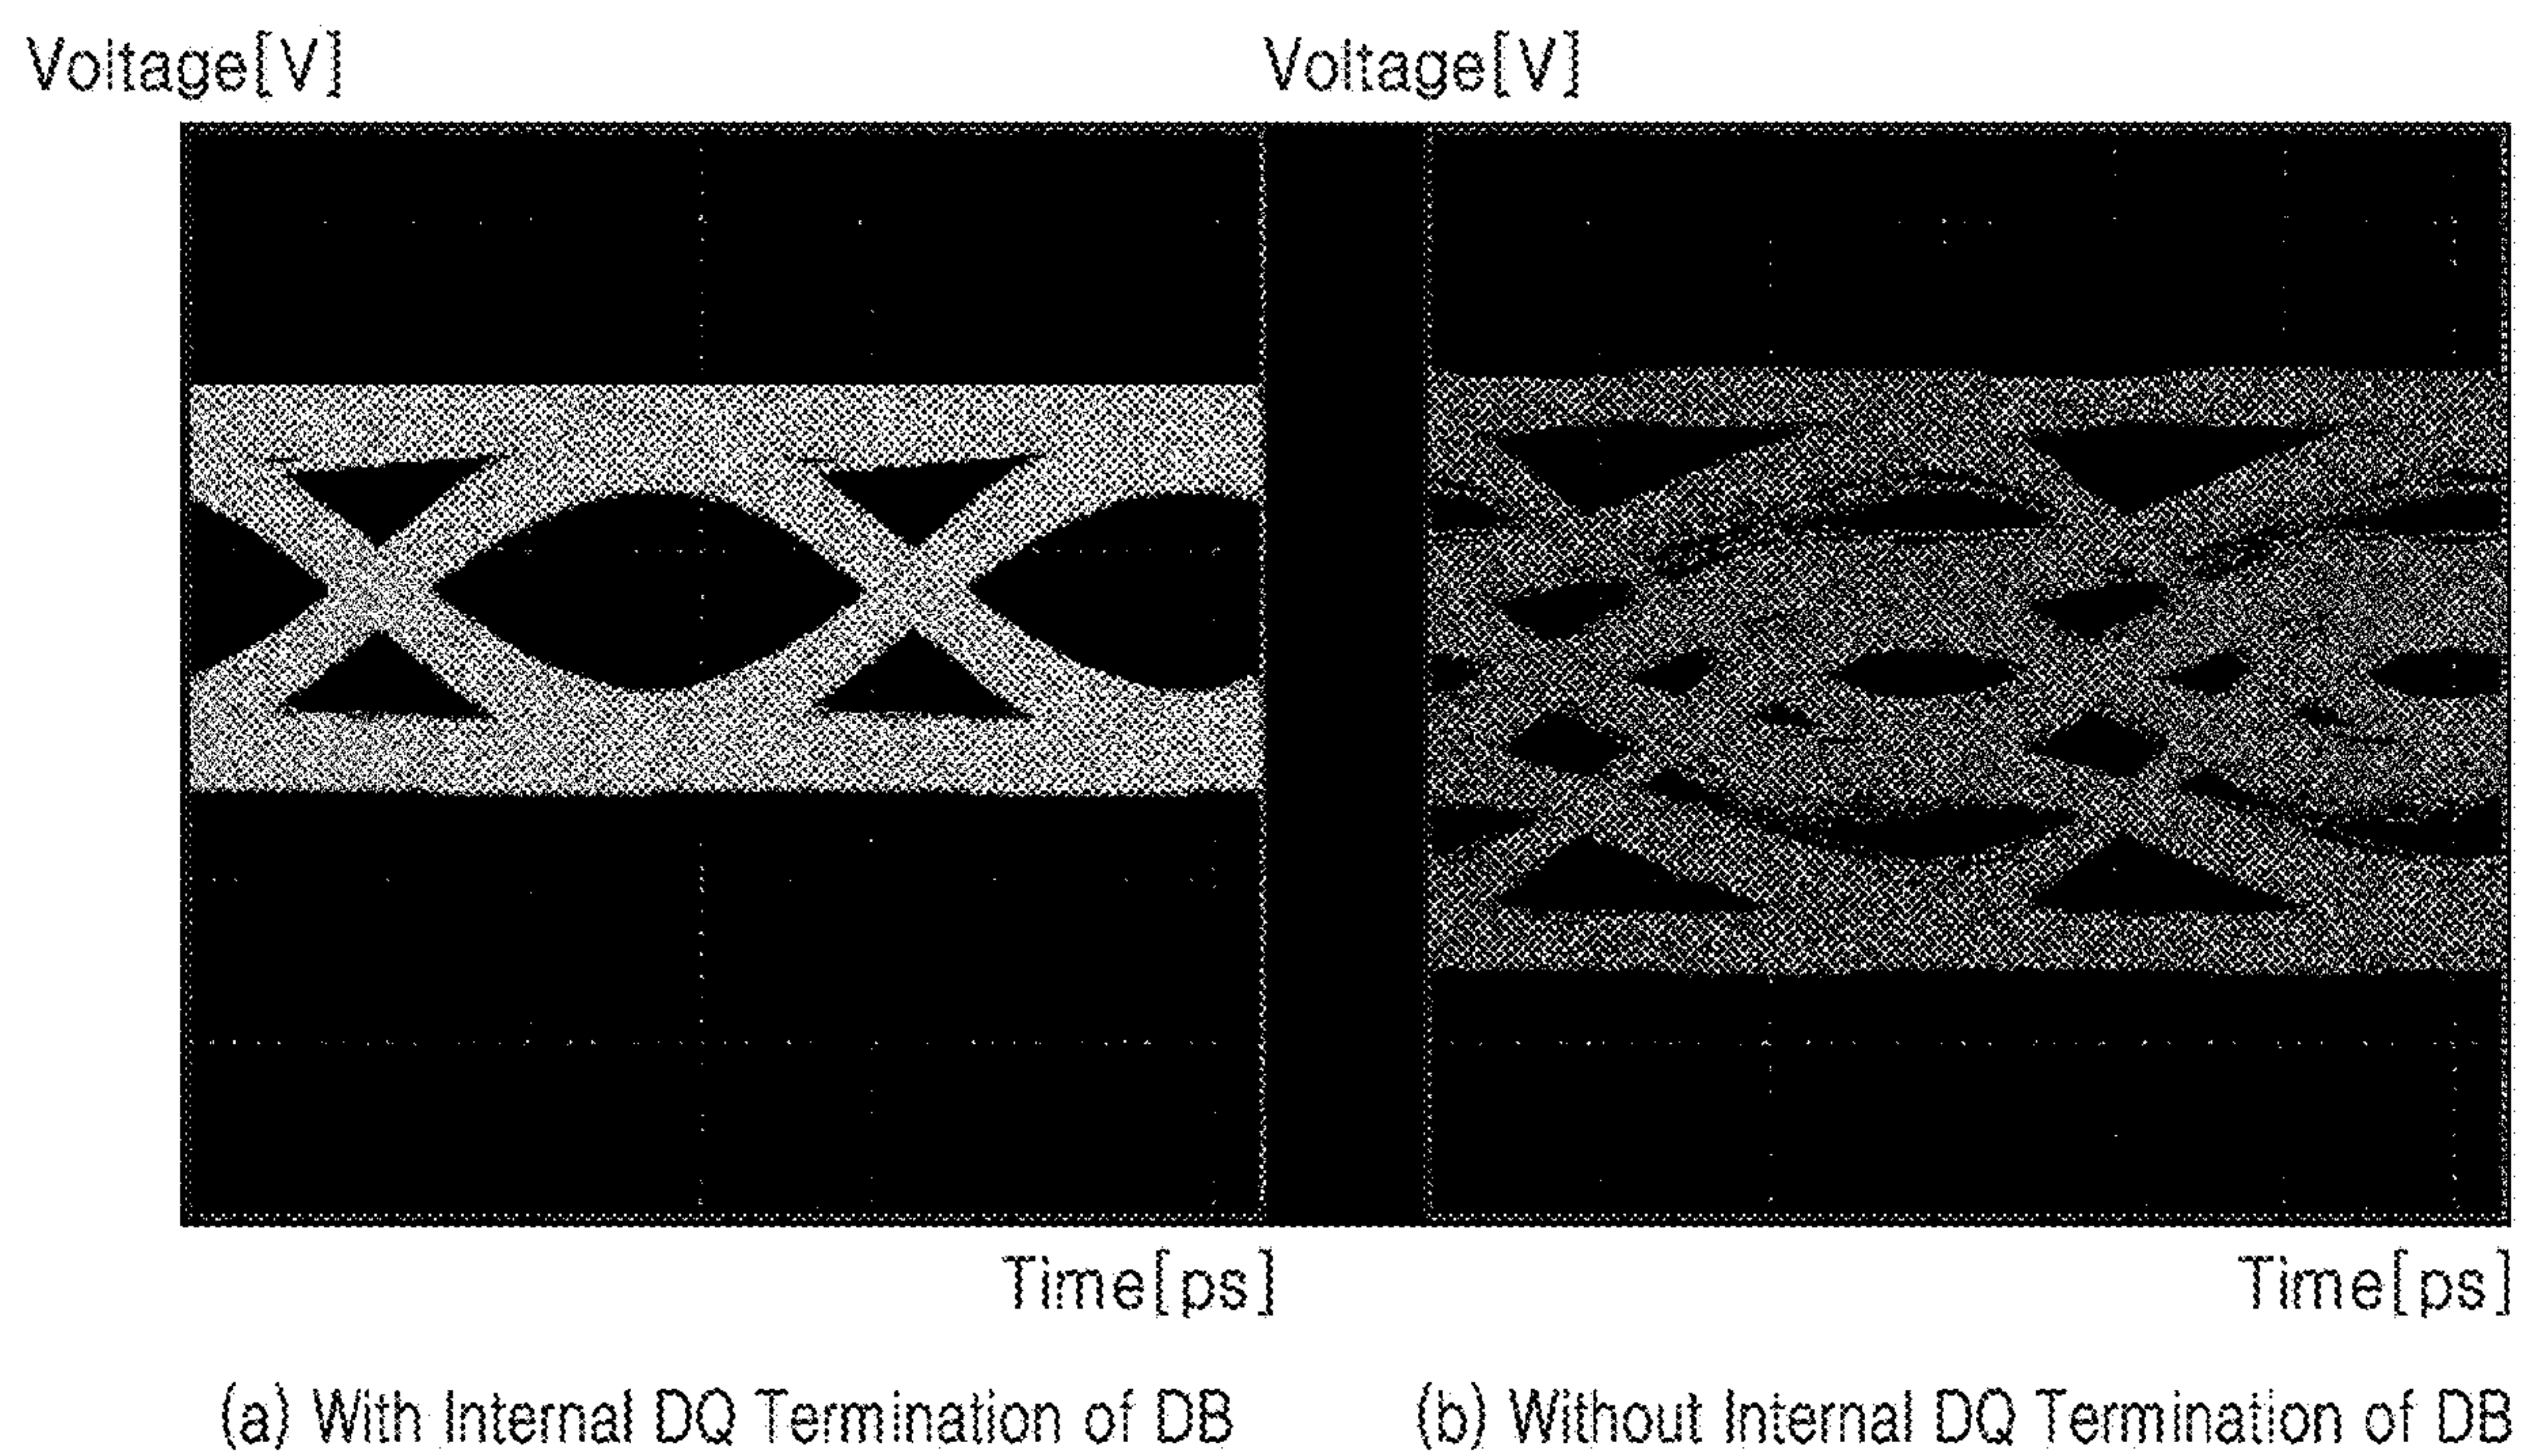 Voltage[V]
Voltage[V]
Time[ps]
Time[ps]
(a) With Internal DQ Termination of DB
(b) Without Internal DQ Termination of DB